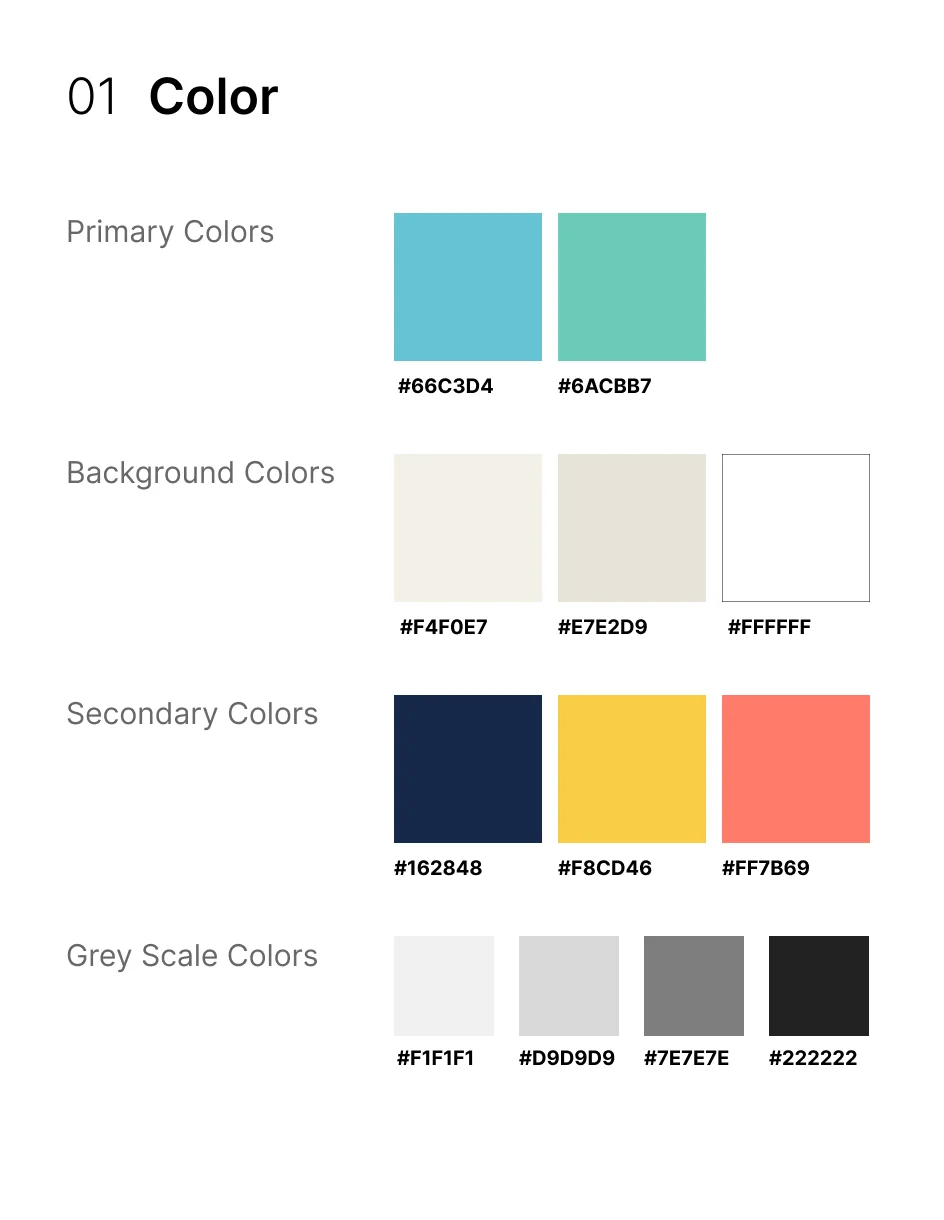 01 Color
Primary Colors
#66C3D4 #6ACBB7
Background Colors
#F4F0E7 #E7E2D9 #FFFFFF
Secondary Colors
#162848 #F8CD46 #FF7B69
Grey Scale Colors
#F1F1F1 #D9D9D9 #7E7E7E #222222